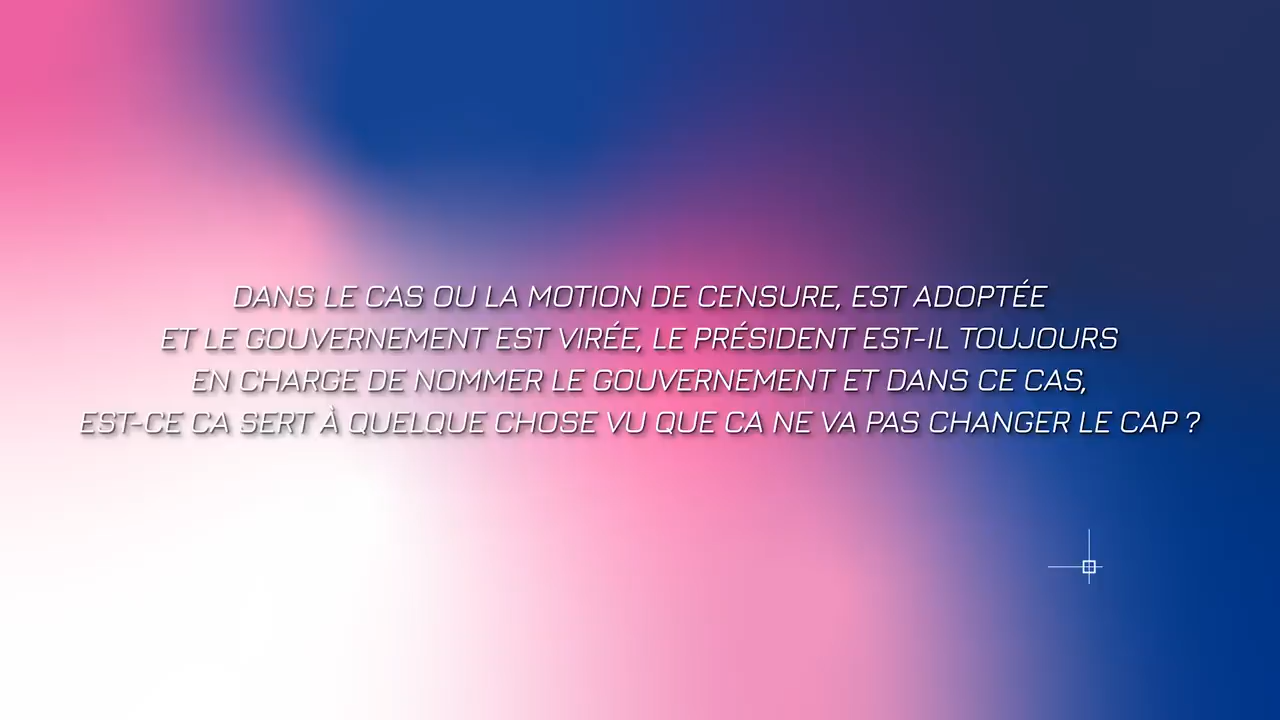 DANS LE CAS OU LA MOTION DE CENSURE, EST ADOPTÉE
ET LE GOUVERNEMENT EST VIRÉE, LE PRÉSIDENT EST-IL TOUJOURS
EN CHARGE DE NOMMER LE GOUVERNEMENT ET DANS CE CAS,
EST-CE CA SERT À QUELQUE CHOSE VU QUE CA NE VA PAS CHANGER LE CAP ?